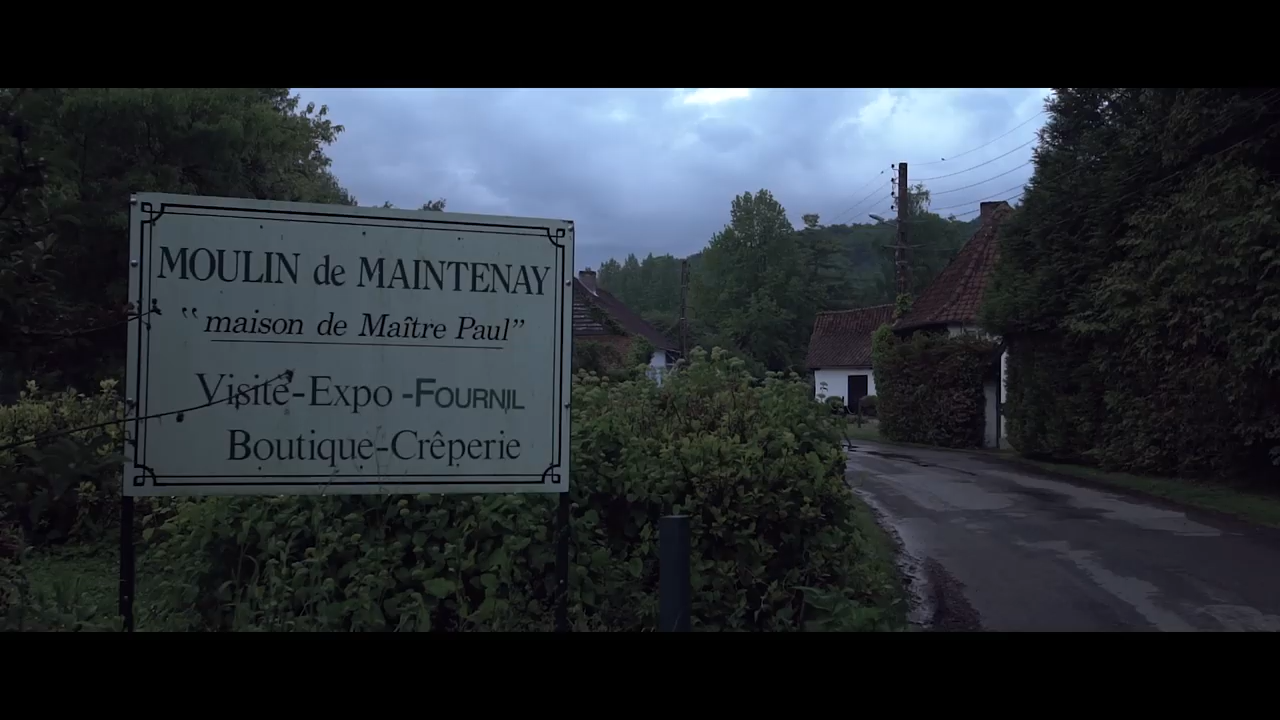 MOULIN de MAINTENAY
“maison de Maître Paul”
Visite-Expo-FOURNIL
Boutique-Crêperie